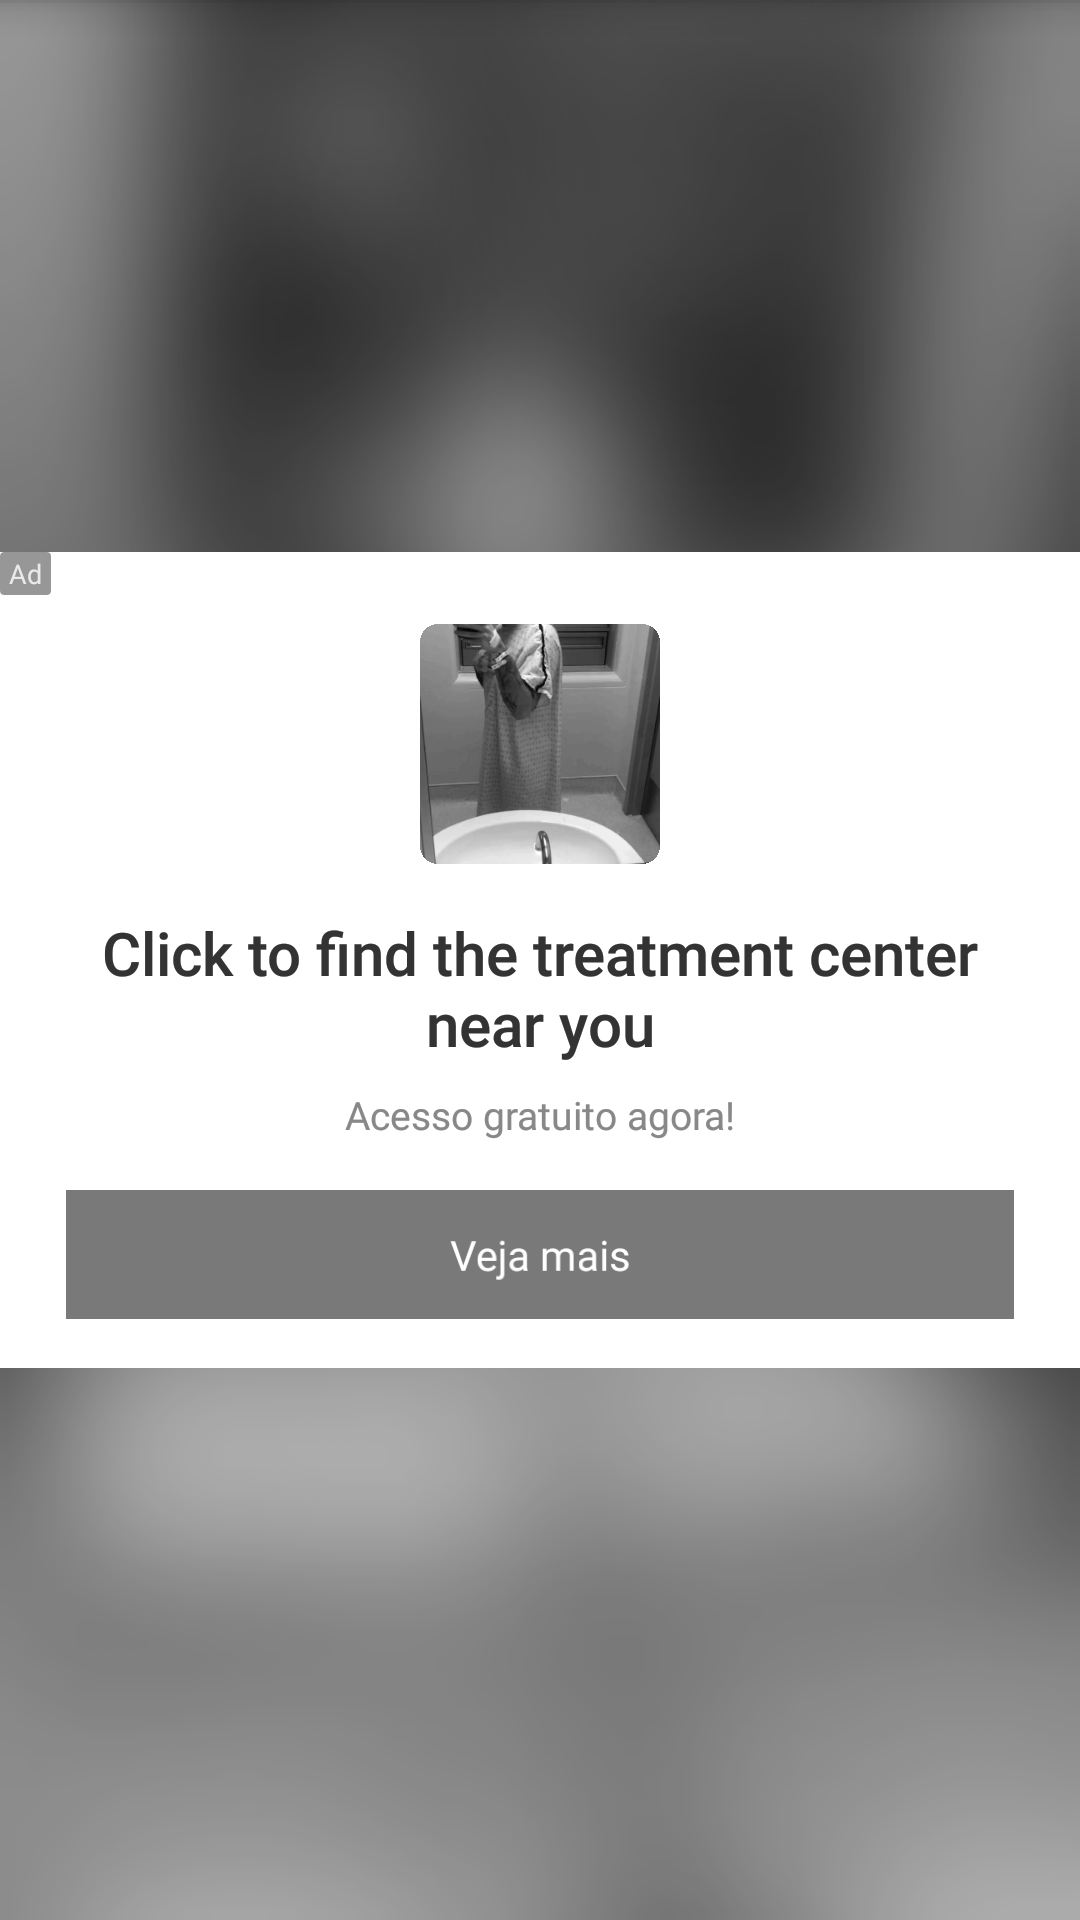 Ad
Click to find the treatment center
near you
Acesso gratuito agora!
Veja mais